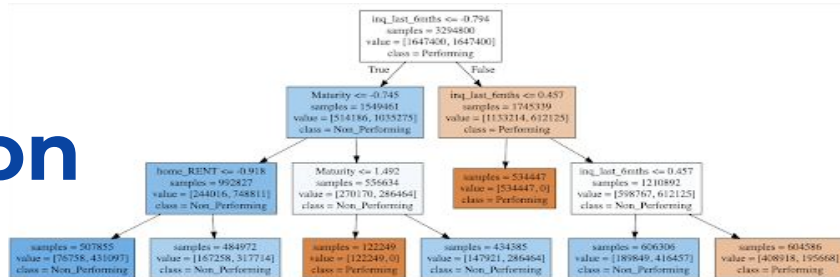 inq_last_6mths <= -0.794
samples = 3294800
value = [1647400, 1647400]
class = Performing
True
False
Maturity <= -0.745
samples = 1549461
value = [514186, 1035275]
class = Non_Performing
inq_last_6mths <= 0.457
samples = 1745339
value = [1133214, 612125]
class = Performing
on
home_RENT <= -0.918
samples = 992827
value = [244016, 748811]
class = Non_Performing
Maturity <= 1.492
samples = 556634
value = [270170, 286464]
class = Non_Performing
samples = 534447
value = [534447, 0]
class = Performing
inq_last_6mths <= 0.457
samples = 1210892
value = [598767, 612125]
class = Non_Performing
samples = 507855
value = [76758, 431097]
class = Non_Performing
samples = 484972
value = [167258, 317714]
class = Non_Performing
samples = 122249
value = [122249, 0]
class = Performing
samples = 434385
value = [147921, 286464]
class = Non_Performing
samples = 606306
value = [189849, 416457]
class = Non_Performing
samples = 604586
value = [408918, 195668]
class = Performing